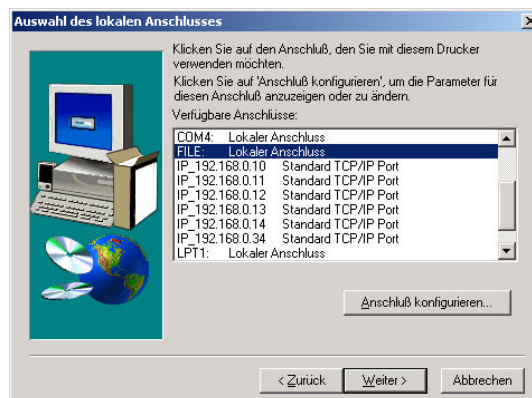 Auswahl des lokalen Anschlusses
Klicken Sie auf den Anschluß, den Sie mit diesem Drucker
verwenden möchten.
Klicken Sie auf 'Anschluß konfigurieren', um die Parameter für
diesen Anschluß anzuzeigen oder zu ändern.
Verfügbare Anschlüsse:
COM4: Lokaler Anschluss
FILE: Lokaler Anschluss
IP_192.168.0.10 Standard TCP/IP Port
IP_192.168.0.11 Standard TCP/IP Port
IP_192.168.0.12 Standard TCP/IP Port
IP_192.168.0.13 Standard TCP/IP Port
IP_192.168.0.14 Standard TCP/IP Port
IP_192.168.0.34 Standard TCP/IP Port
LPT1: Lokaler Anschluss
Anschluß konfigurieren...
< Zurück Weiter > Abbrechen